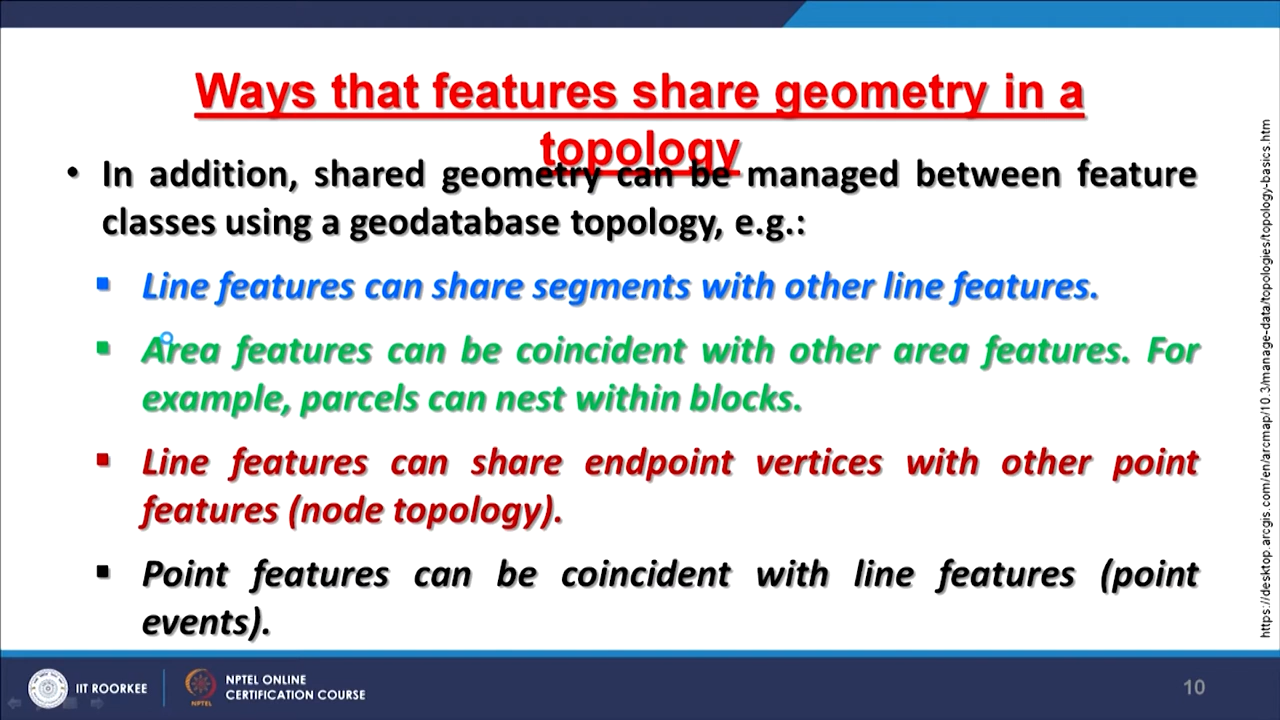 Ways that features share geometry in a
topology
• In addition, shared geometry can be managed between feature
classes using a geodatabase topology, e.g.:
▪ Line features can share segments with other line features.
▪ Area features can be coincident with other area features. For
example, parcels can nest within blocks.
▪ Line features can share endpoint vertices with other point
features (node topology).
▪ Point features can be coincident with line features (point
events).
https://desktop.arcgis.com/en/arcmap/10.3/manage-data/topologies/topology-basics.htm
IIT ROORKEE
NPTEL
NPTEL ONLINE
CERTIFICATION COURSE
10